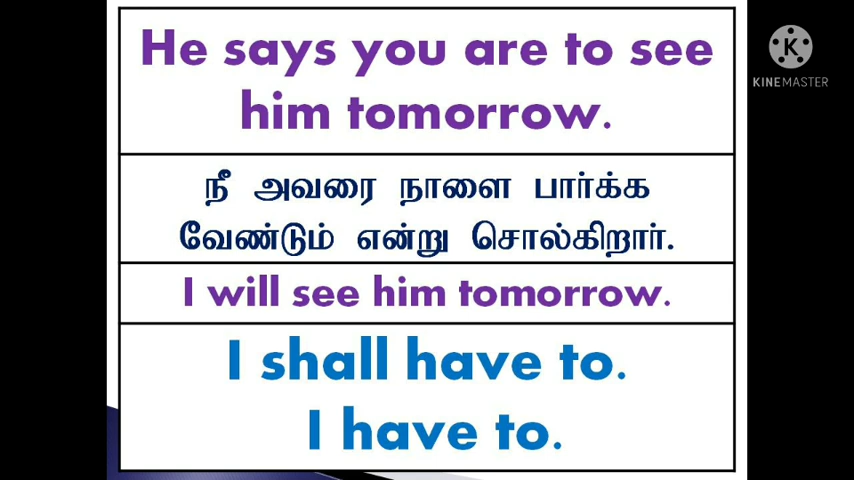 He says you are to see
him tomorrow.
நீ அவரை நாளை பார்க்க
வேண்டும் என்று சொல்கிறார்.
I will see him tomorrow.
I shall have to.
I have to.
K
KINEMASTER